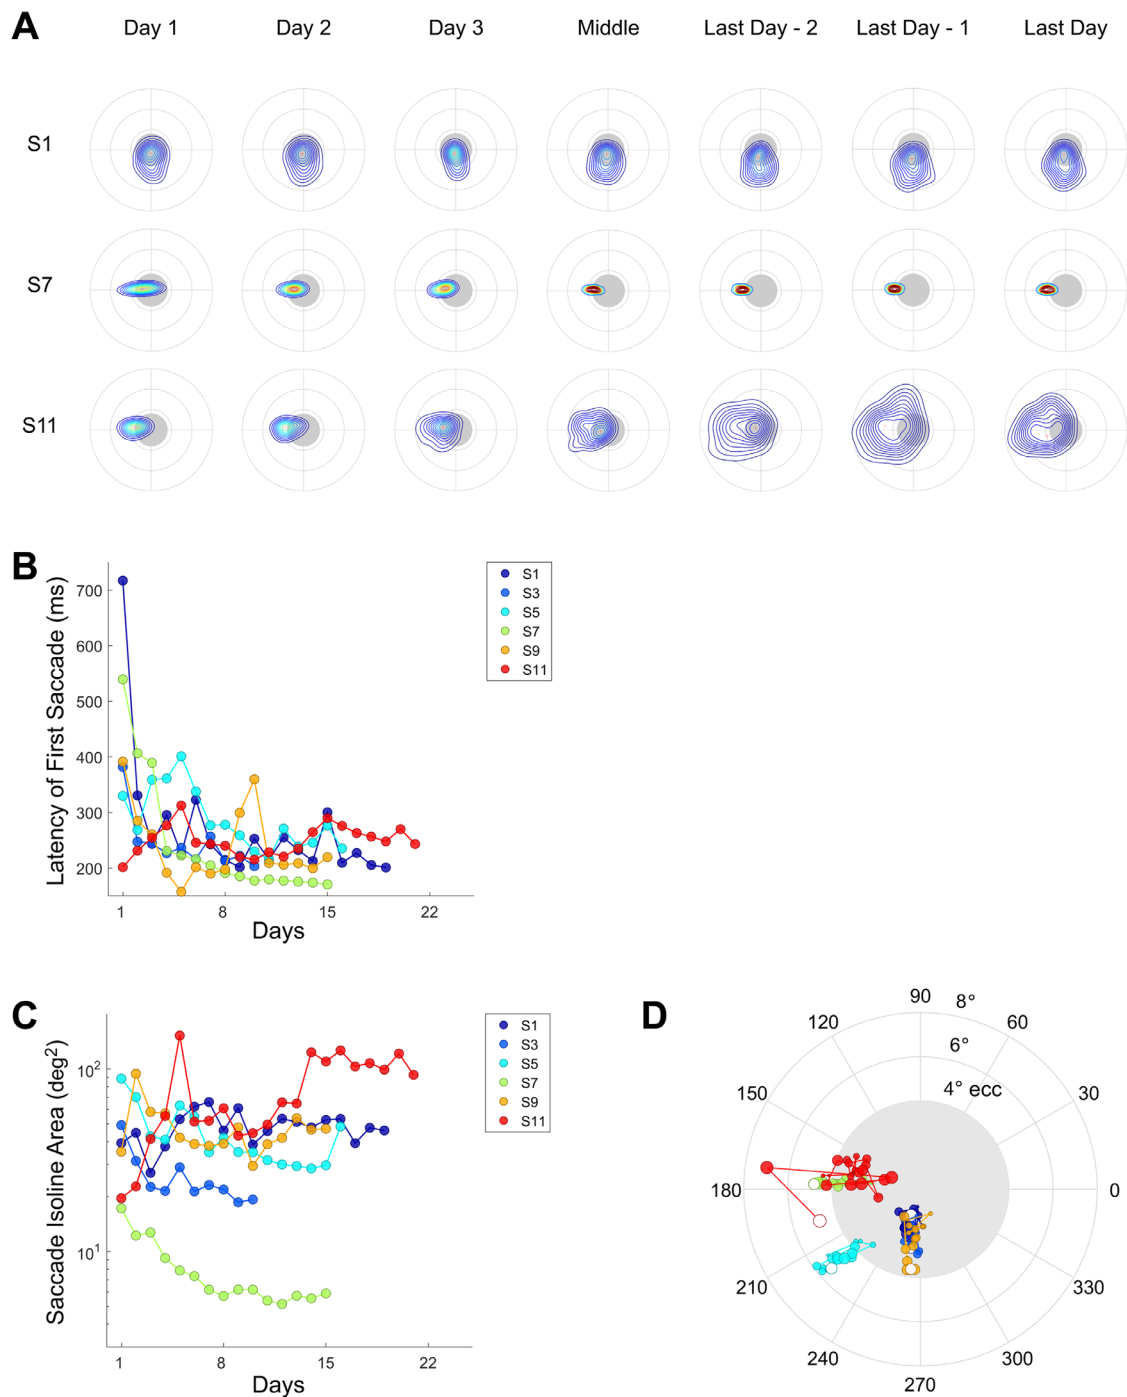 A
Day 1 Day 2 Day 3 Middle Last Day - 2 Last Day - 1 Last Day
S1
S7
S11
B
Latency of First Saccade (ms)
700
600
500
400
300
200
1 8 15 22
Days
S1
S3
S5
S7
S9
S11
C
Saccade Isoline Area (deg²)
10²
10¹
1 8 15 22
Days
S1
S3
S5
S7
S9
S11
D
90 8°
120 60
6°
150 4° ecc 30
180 0
210 330
240 300
270